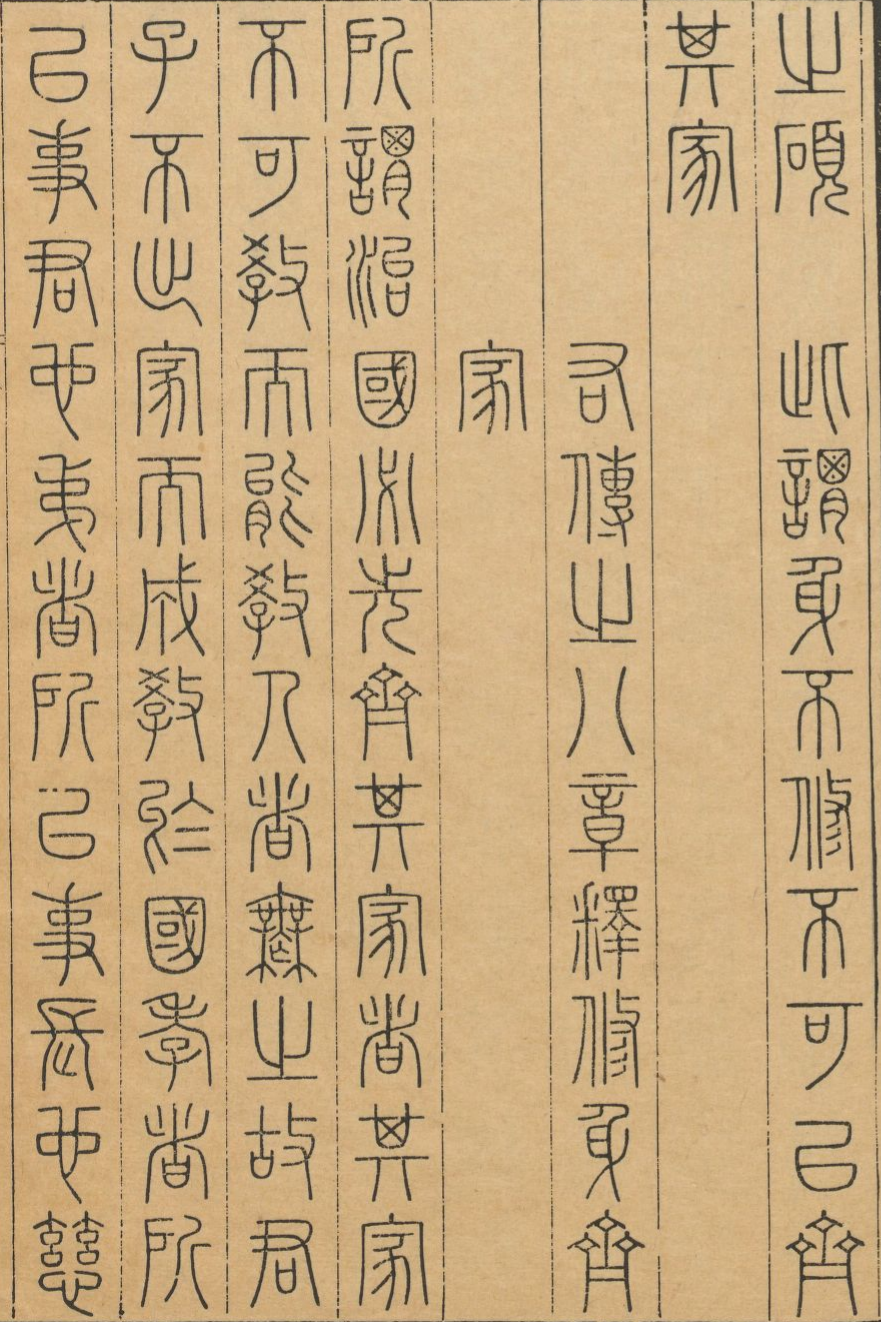 之碩 此謂身不修不可以齊
其家
右傳之八章釋修身齊
家
所謂治國必先齊其家者其家
不可教而能教人者無之故君
子不出家而成教於國孝者所
以事君也弟者所以事長也慈